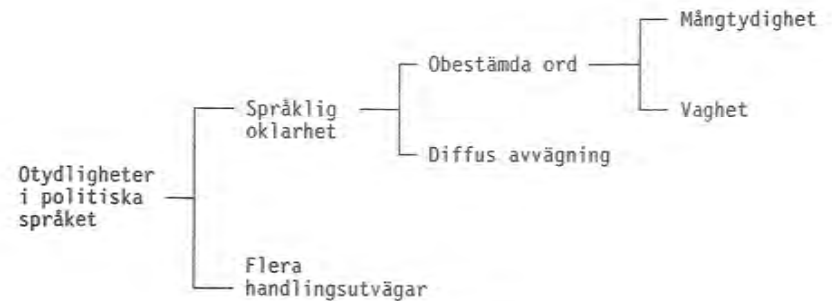 Otydligheter
i politiska
språket
Språklig
oklarhet
Flera
handlingsutvägar
Obestämda ord
Diffus avvägning
Mångtydighet
Vaghet